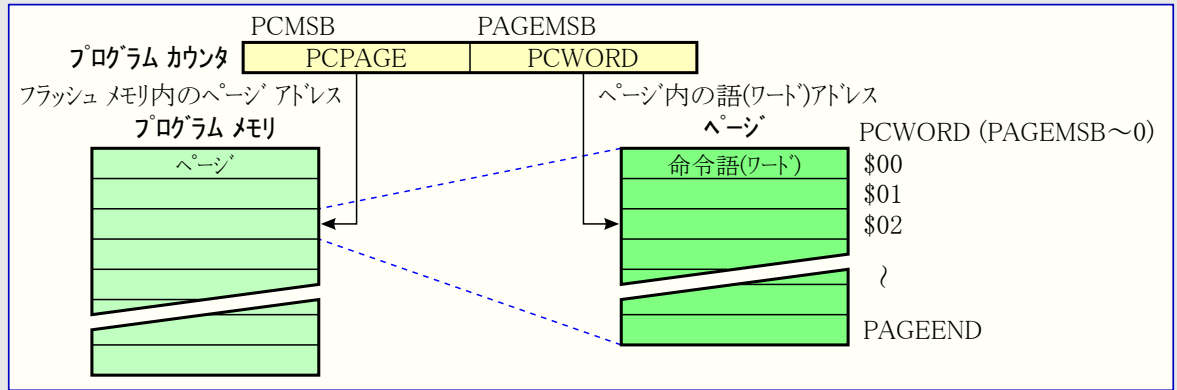 PCMSB PAGEMSB
プログラム カウンタ PCPAGE PCWORD
フラッシュ メモリ内のページ アドレス ページ内の語(ワード)アドレス
プログラム メモリ ページ PCWORD (PAGEMSB～0)
ページ 命令語(ワード) $00
$01
$02
～
PAGEEND